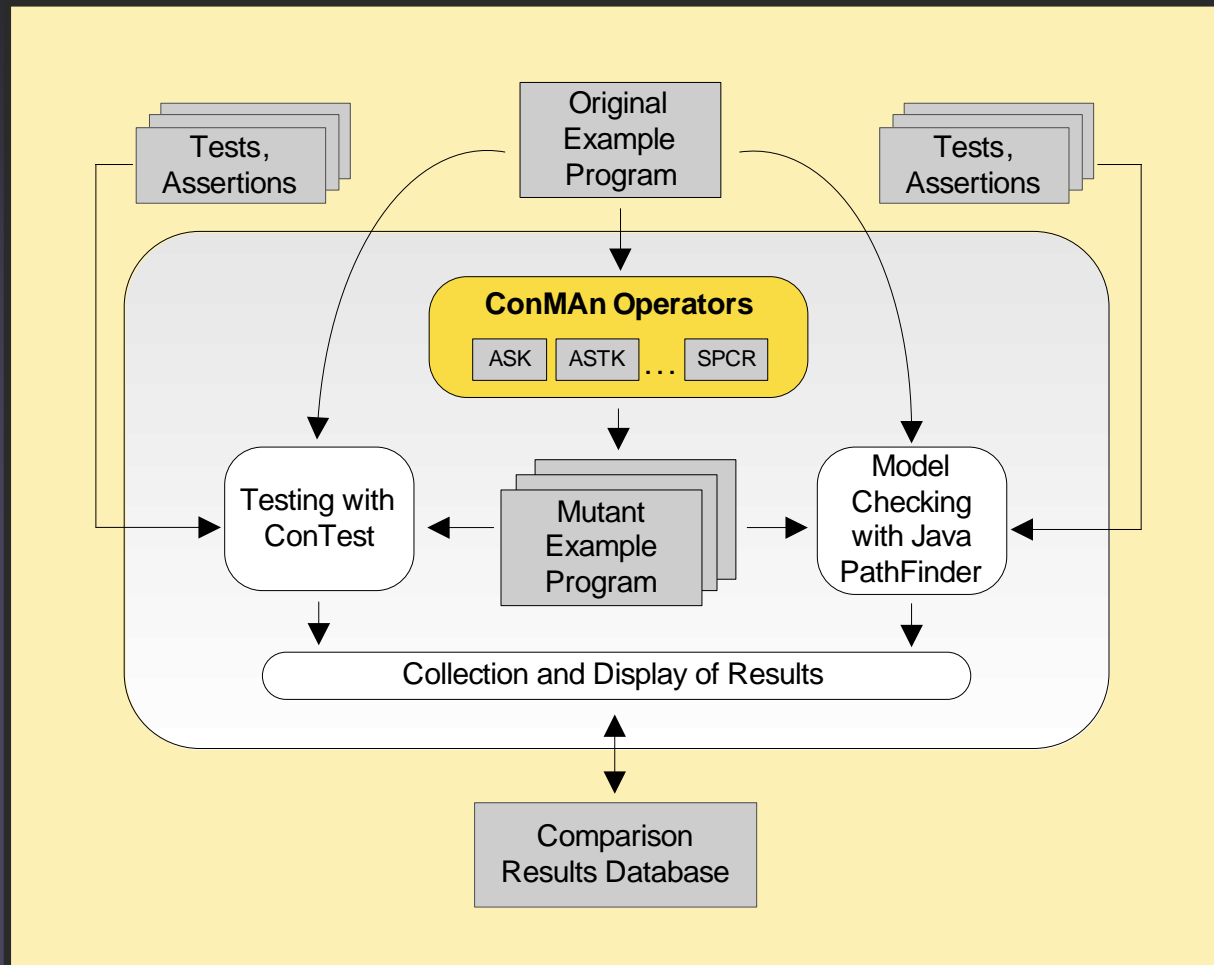 Original
Example
Program
Tests,
Assertions
Tests,
Assertions
ConMAn Operators
ASK
ASTK
...
SPCR
Testing with
ConTest
Mutant
Example
Program
Model
Checking
with Java
PathFinder
Collection and Display of Results
Comparison
Results Database